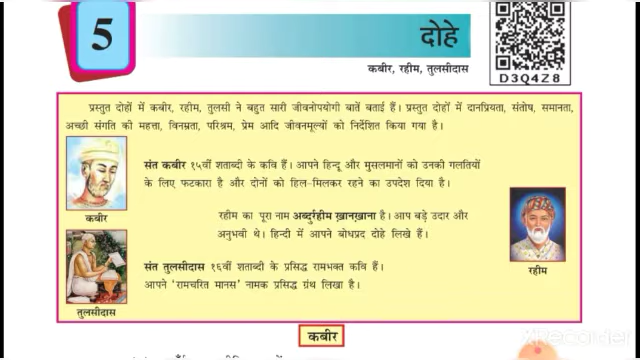 5
दोहे
कबीर, रहीम, तुलसीदास
D3Q4Z8
प्रस्तुत दोहों में कबीर, रहीम, तुलसी ने बहुत सारी जीवनोपयोगी बातें बताई हैं। प्रस्तुत दोहों में दानप्रियता, संतोष, समानता,
अच्छी संगति की महत्ता, विनम्रता, परिश्रम, प्रेम आदि जीवनमूल्यों को निर्देशित किया गया है।
संत कबीर १५वीं शताब्दी के कवि हैं। आपने हिन्दू और मुसलमानों को उनकी गलतियों
के लिए फटकारा है और दोनों को हिल-मिलकर रहने का उपदेश दिया है।
कबीर
रहीम का पूरा नाम अब्दुर्रहीम ख़ानख़ाना है। आप बड़े उदार और
अनुभवी थे। हिन्दी में आपने बोधप्रद दोहे लिखे हैं।
रहीम
संत तुलसीदास १६वीं शताब्दी के प्रसिद्ध रामभक्त कवि हैं।
आपने 'रामचरित मानस' नामक प्रसिद्ध ग्रंथ लिखा है।
तुलसीदास
कबीर
XRecorder